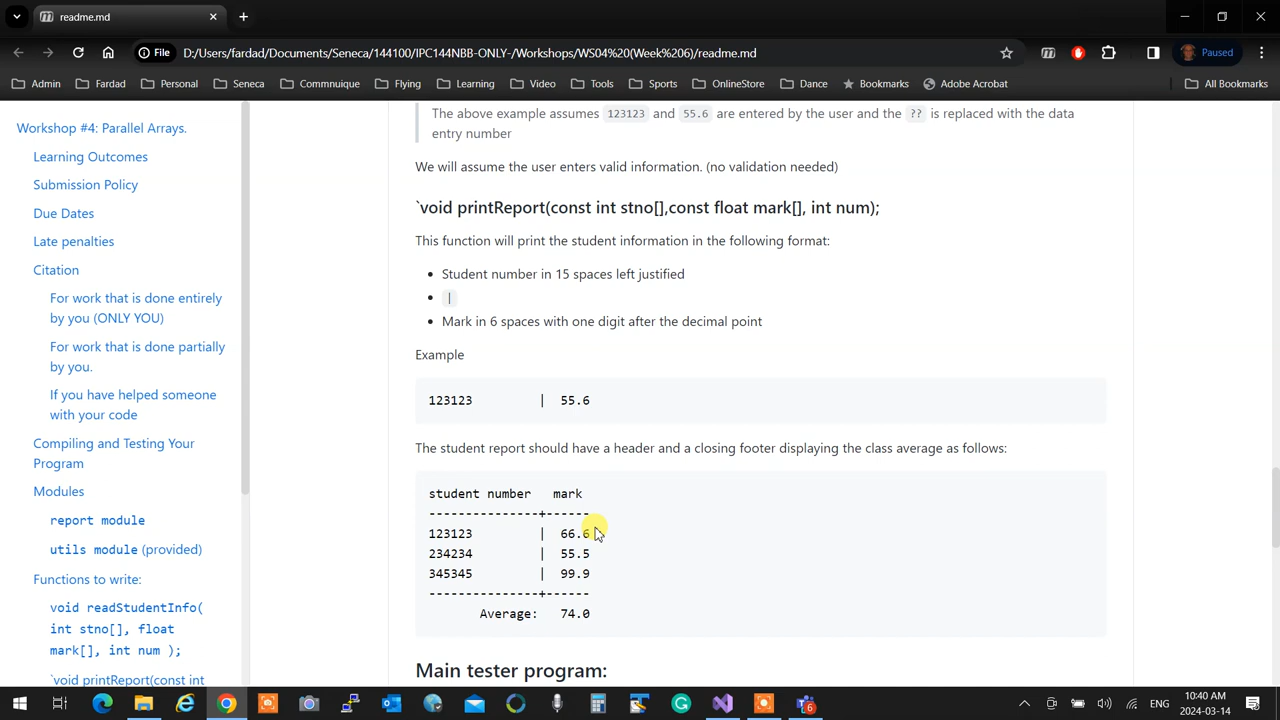 readme.md
File
D:/Users/fardad/Documents/Seneca/144100/IPC144NBB-ONLY-/Workshops/WS04%20(Week%206)/readme.md
Paused
Admin
Fardad
Personal
Seneca
Commnuique
Flying
Learning
Video
Tools
Sports
OnlineStore
Dance
Bookmarks
Adobe Acrobat
All Bookmarks
Workshop #4: Parallel Arrays.
Learning Outcomes
Submission Policy
Due Dates
Late penalties
Citation
For work that is done entirely
by you (ONLY YOU)
For work that is done partially
by you.
If you have helped someone
with your code
Compiling and Testing Your
Program
Modules
report module
utils module (provided)
Functions to write:
void readStudentInfo(
int stno[], float
mark[], int num );
`void printReport(const int
The above example assumes 123123 and 55.6 are entered by the user and the ?? is replaced with the data
entry number
We will assume the user enters valid information. (no validation needed)
`void printReport(const int stno[],const float mark[], int num);
This function will print the student information in the following format:
• Student number in 15 spaces left justified
• |
• Mark in 6 spaces with one digit after the decimal point
Example
123123         |  55.6
The student report should have a header and a closing footer displaying the class average as follows:
student number   mark
---------------+------
123123         |  66.6
234234         |  55.5
345345         |  99.9
---------------+------
       Average:   74.0
Main tester program:
6
ENG
10:40 AM
2024-03-14